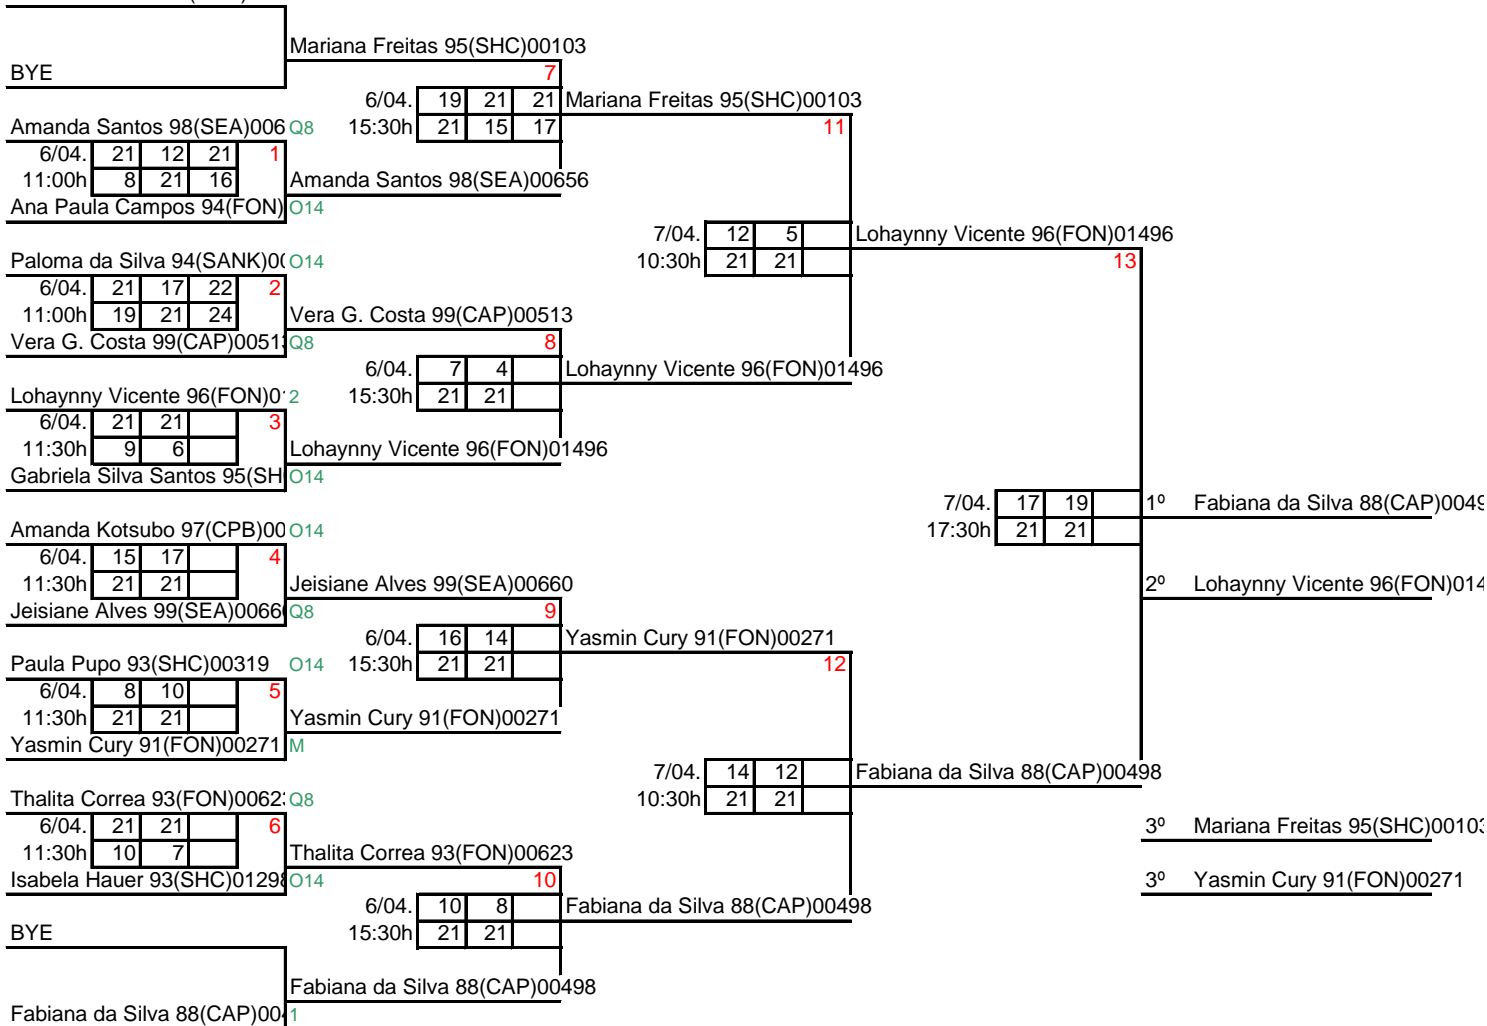 BYE
Mariana Freitas 95(SHC)00103
7
6/04. 19 21 21
15:30h 21 15 17
Mariana Freitas 95(SHC)00103
11
Amanda Santos 98(SEA)006 Q8
6/04. 21 12 21 1
11:00h 8 21 16
Amanda Santos 98(SEA)00656
Ana Paula Campos 94(FON) O14
7/04. 12 5
10:30h 21 21
Lohaynny Vicente 96(FON)01496
13
Paloma da Silva 94(SANK)0 O14
6/04. 21 17 22 2
11:00h 19 21 24
Vera G. Costa 99(CAP)00513
Vera G. Costa 99(CAP)0051 Q8
8
6/04. 7 4
15:30h 21 21
Lohaynny Vicente 96(FON)01496
Lohaynny Vicente 96(FON)0 2
6/04. 21 21 3
11:30h 9 6
Lohaynny Vicente 96(FON)01496
Gabriela Silva Santos 95(SH O14
7/04. 17 19
17:30h 21 21
1º Fabiana da Silva 88(CAP)0049
Amanda Kotsubo 97(CPB)00 O14
6/04. 15 17 4
11:30h 21 21
Jeisiane Alves 99(SEA)00660
2º Lohaynny Vicente 96(FON)014
Jeisiane Alves 99(SEA)0066 Q8
9
6/04. 16 14
15:30h 21 21
Yasmin Cury 91(FON)00271
12
Paula Pupo 93(SHC)00319 O14
6/04. 8 10 5
11:30h 21 21
Yasmin Cury 91(FON)00271
Yasmin Cury 91(FON)00271 M
7/04. 14 12
10:30h 21 21
Fabiana da Silva 88(CAP)00498
Thalita Correa 93(FON)0062 Q8
6/04. 21 21 6
11:30h 10 7
Thalita Correa 93(FON)00623
3º Mariana Freitas 95(SHC)00103
Isabela Hauer 93(SHC)0129 O14
10
3º Yasmin Cury 91(FON)00271
6/04. 10 8
15:30h 21 21
Fabiana da Silva 88(CAP)00498
BYE
Fabiana da Silva 88(CAP)00498
Fabiana da Silva 88(CAP)00 1